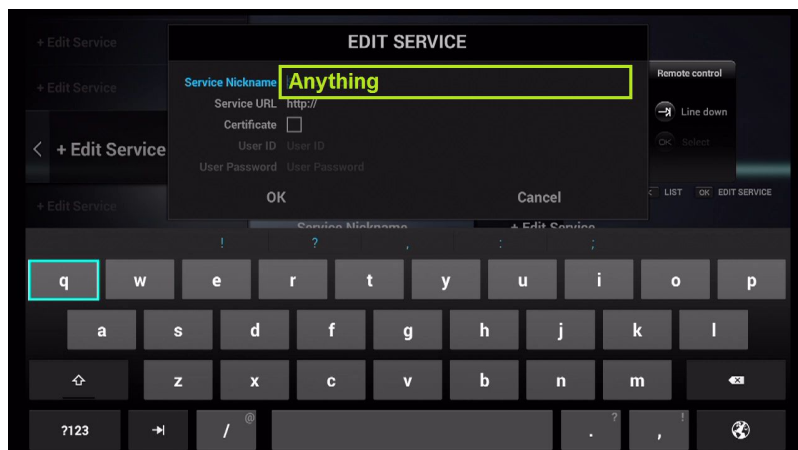 + Edit Service
EDIT SERVICE
+ Edit Service
Service Nickname Anything
Remote control
Service URL http://
Line down
Certificate
< + Edit Service
User ID User ID
OK Select
User Password User Password
OK Cancel
LIST OK EDIT SERVICE
+ Edit Service
Service Nickname + Edit Service
! ? , : ;
q w e r t y u i o p
a s d f g h j k l
z x c v b n m
?123 / @ . ? , !